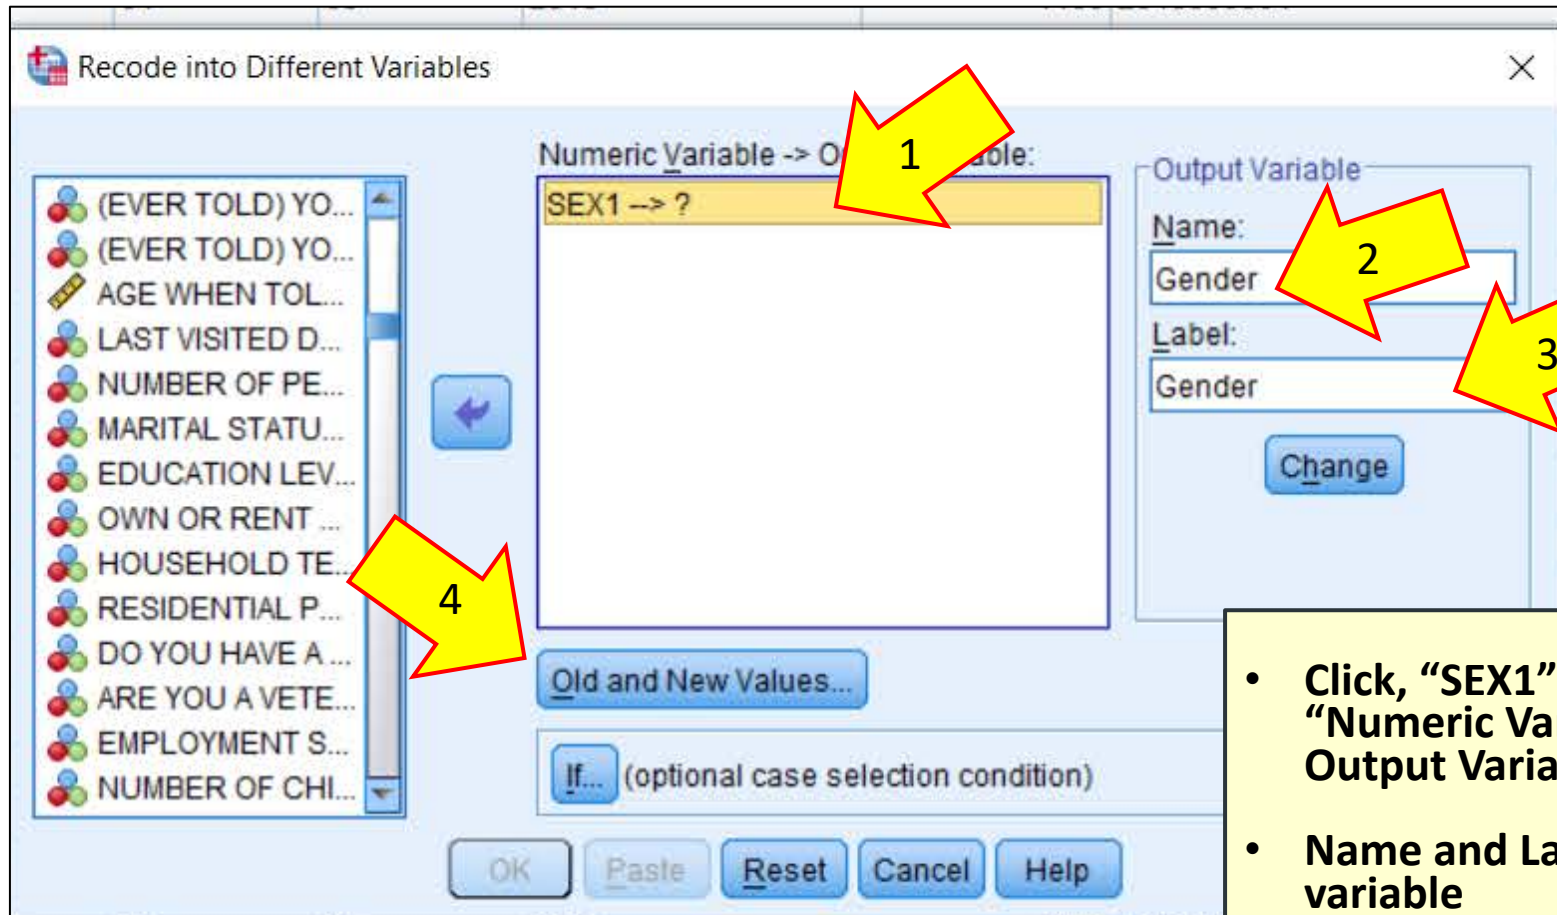 Recode into Different Variables
Numeric Variable -> O
ble:
1
SEX1 --> ?
(EVER TOLD) YO...
(EVER TOLD) YO...
AGE WHEN TOL...
LAST VISITED D...
NUMBER OF PE...
MARITAL STATU...
EDUCATION LEV...
OWN OR RENT ...
HOUSEHOLD TE...
RESIDENTIAL P...
DO YOU HAVE A ...
ARE YOU A VETE...
EMPLOYMENT S...
NUMBER OF CHI...
Output Variable
Name:
Gender
2
Label:
Gender
3
Change
4
Old and New Values...
If... (optional case selection condition)
OK Paste Reset Cancel Help
• Click, “SEX1”
“Numeric Va
Output Varia
• Name and La
variable